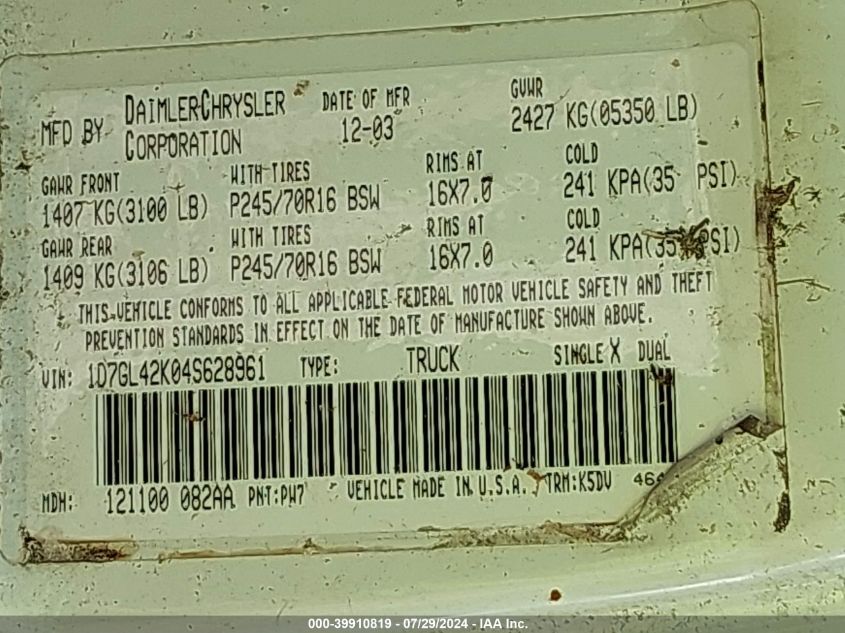 MFD BY DAIMLERCHRYSLER CORPORATION DATE OF MFR 12-03 GVWR 2427 KG(05350 LB)
GAWR FRONT WITH TIRES RIMS AT COLD
1407 KG(3100 LB) P245/70R16 BSW 16X7.0 241 KPA(35 PSI)
GAWR REAR WITH TIRES RIMS AT COLD
1409 KG(3106 LB) P245/70R16 BSW 16X7.0 241 KPA(35 PSI)
THIS VEHICLE CONFORMS TO ALL APPLICABLE FEDERAL MOTOR VEHICLE SAFETY AND THEFT
PREVENTION STANDARDS IN EFFECT ON THE DATE OF MANUFACTURE SHOWN ABOVE.
VIN: 1D7GL42K04S628961 TYPE: TRUCK SINGLE X DUAL
MDH: 121100 082AA PNT:PW7 VEHICLE MADE IN U.S.A. TRM:K5DV
000-39910819 / 07/29/2024 - IAA Inc.